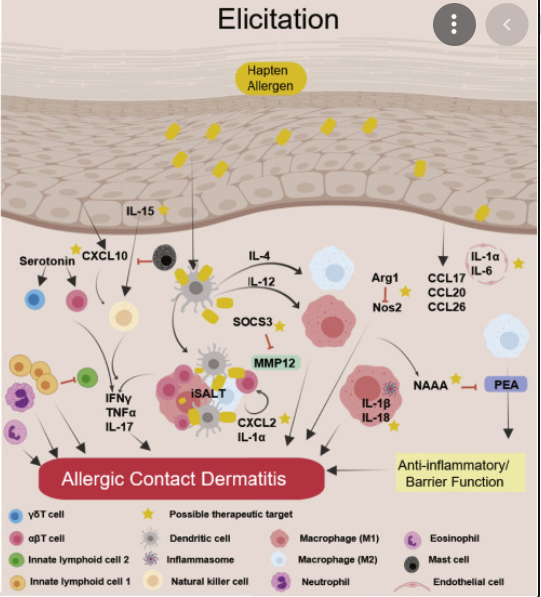 Elicitation
Hapten
Allergen
IL-15
Serotonin
CXCL10
IL-4
IL-12
SOCS3
MMP12
Arg1
Nos2
CCL17
CCL20
CCL26
IL-1α
IL-6
iSALT
CXCL2
IL-1α
IFNγ
TNFα
IL-17
IL-1β
IL-18
NAAA
PEA
Allergic Contact Dermatitis
Anti-inflammatory/
Barrier Function
γδT cell
Possible therapeutic target
αβT cell
Dendritic cell
Macrophage (M1)
Eosinophil
Innate lymphoid cell 2
Inflammasome
Macrophage (M2)
Mast cell
Innate lymphoid cell 1
Natural killer cell
Neutrophil
Endothelial cell